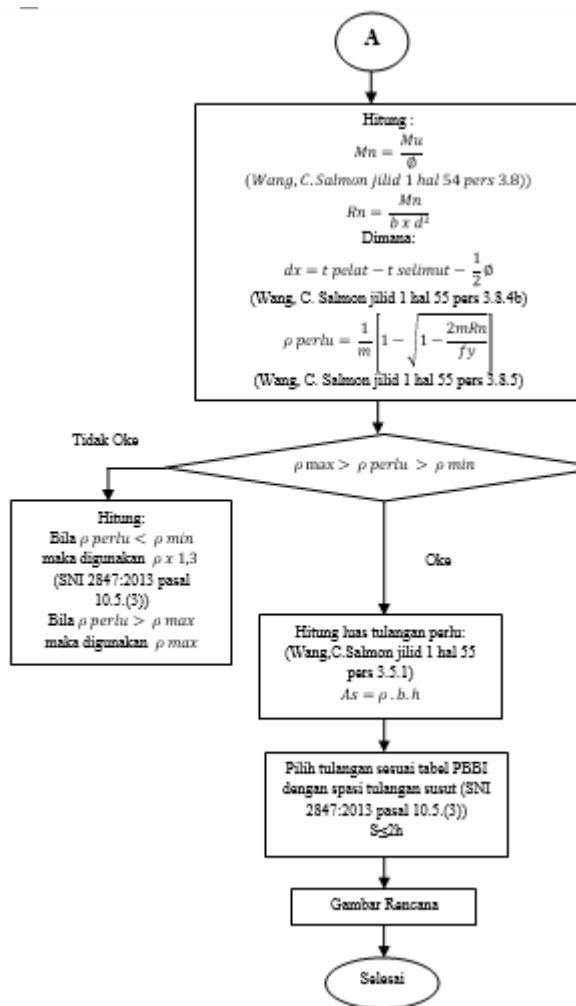 A
Hitung :
Mn = Mu / ∅
(Wang, C.Salmon jilid 1 hal 54 pers 3.8))
Rn = Mn / b x d²
Dimana:
dx = t pelat − t selimut − 1/2 ∅
(Wang, C. Salmon jilid 1 hal 55 pers 3.8.4b)
ρ perlu = 1/m [1 − √(1 − 2mRn / fy)]
(Wang, C. Salmon jilid 1 hal 55 pers 3.8.5)
ρ max > ρ perlu > ρ min
Tidak Oke
Hitung:
Bila ρ perlu < ρ min
maka digunakan ρ x 1,3
(SNI 2847:2013 pasal
10.5.(3))
Bila ρ perlu > ρ max
maka digunakan ρ max
Oke
Hitung luas tulangan perlu:
(Wang,C.Salmon jilid 1 hal 55
pers 3.5.1)
As = ρ . b. h
Pilih tulangan sesuai tabel PBBI
dengan spasi tulangan susut (SNI
2847:2013 pasal 10.5.(3))
S≤2h
Gambar Rencana
Selesai